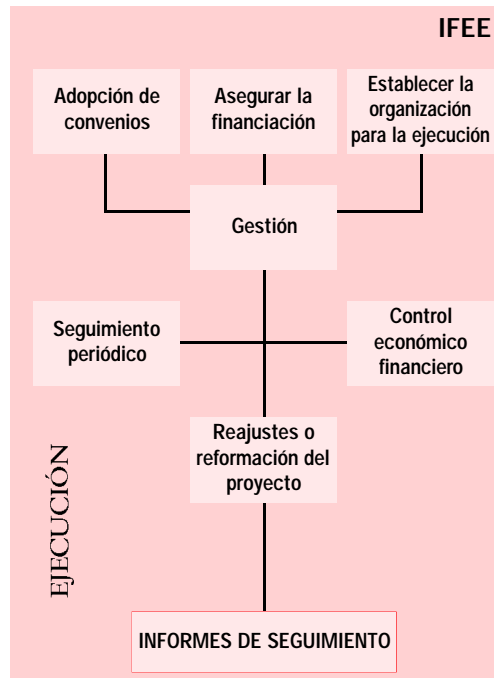 IFEE
Adopción de
convenios
Asegurar la
financiación
Establecer la
organización
para la ejecución
Gestión
Seguimiento
periódico
Control
económico
financiero
Reajustes o
reformación del
proyecto
EJECUCIÓN
INFORMES DE SEGUIMIENTO